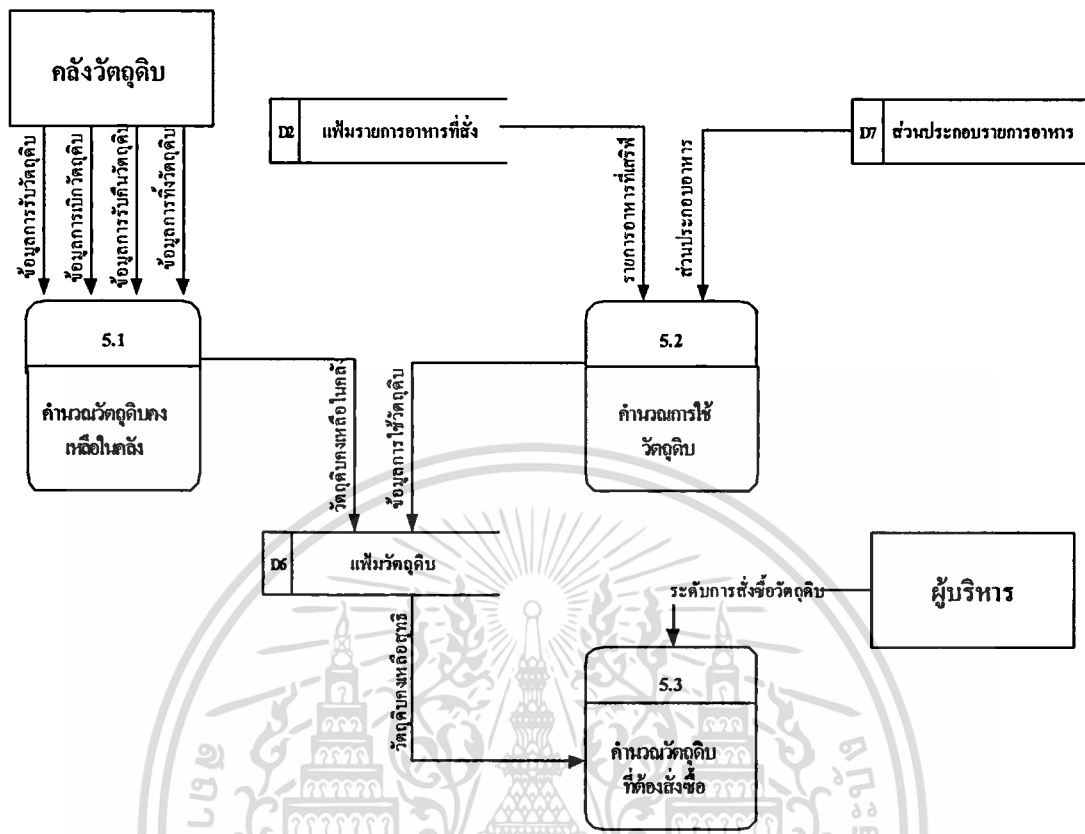 คลังวัตถุดิบ
D2 แฟ้มรายการอาหารที่สั่ง
D7 ส่วนประกอบรายการอาหาร
ข้อมูลการรับวัตถุดิบ
ข้อมูลการเบิกวัตถุดิบ
ข้อมูลการรับคืนวัตถุดิบ
ข้อมูลการทิ้งวัตถุดิบ
รายการอาหารที่เสริฟ
ส่วนประกอบอาหาร
5.1
คำนวณวัตถุดิบคง
เหลือในคลัง
5.2
คำนวณการใช้
วัตถุดิบ
วัตถุดิบคงเหลือในคลัง
ข้อมูลการใช้วัตถุดิบ
D6 แฟ้มวัตถุดิบ
ระดับการสั่งซื้อวัตถุดิบ
ผู้บริหาร
วัตถุดิบคงเหลือสุทธิ
5.3
คำนวณวัตถุดิบ
ที่ต้องสั่งซื้อ